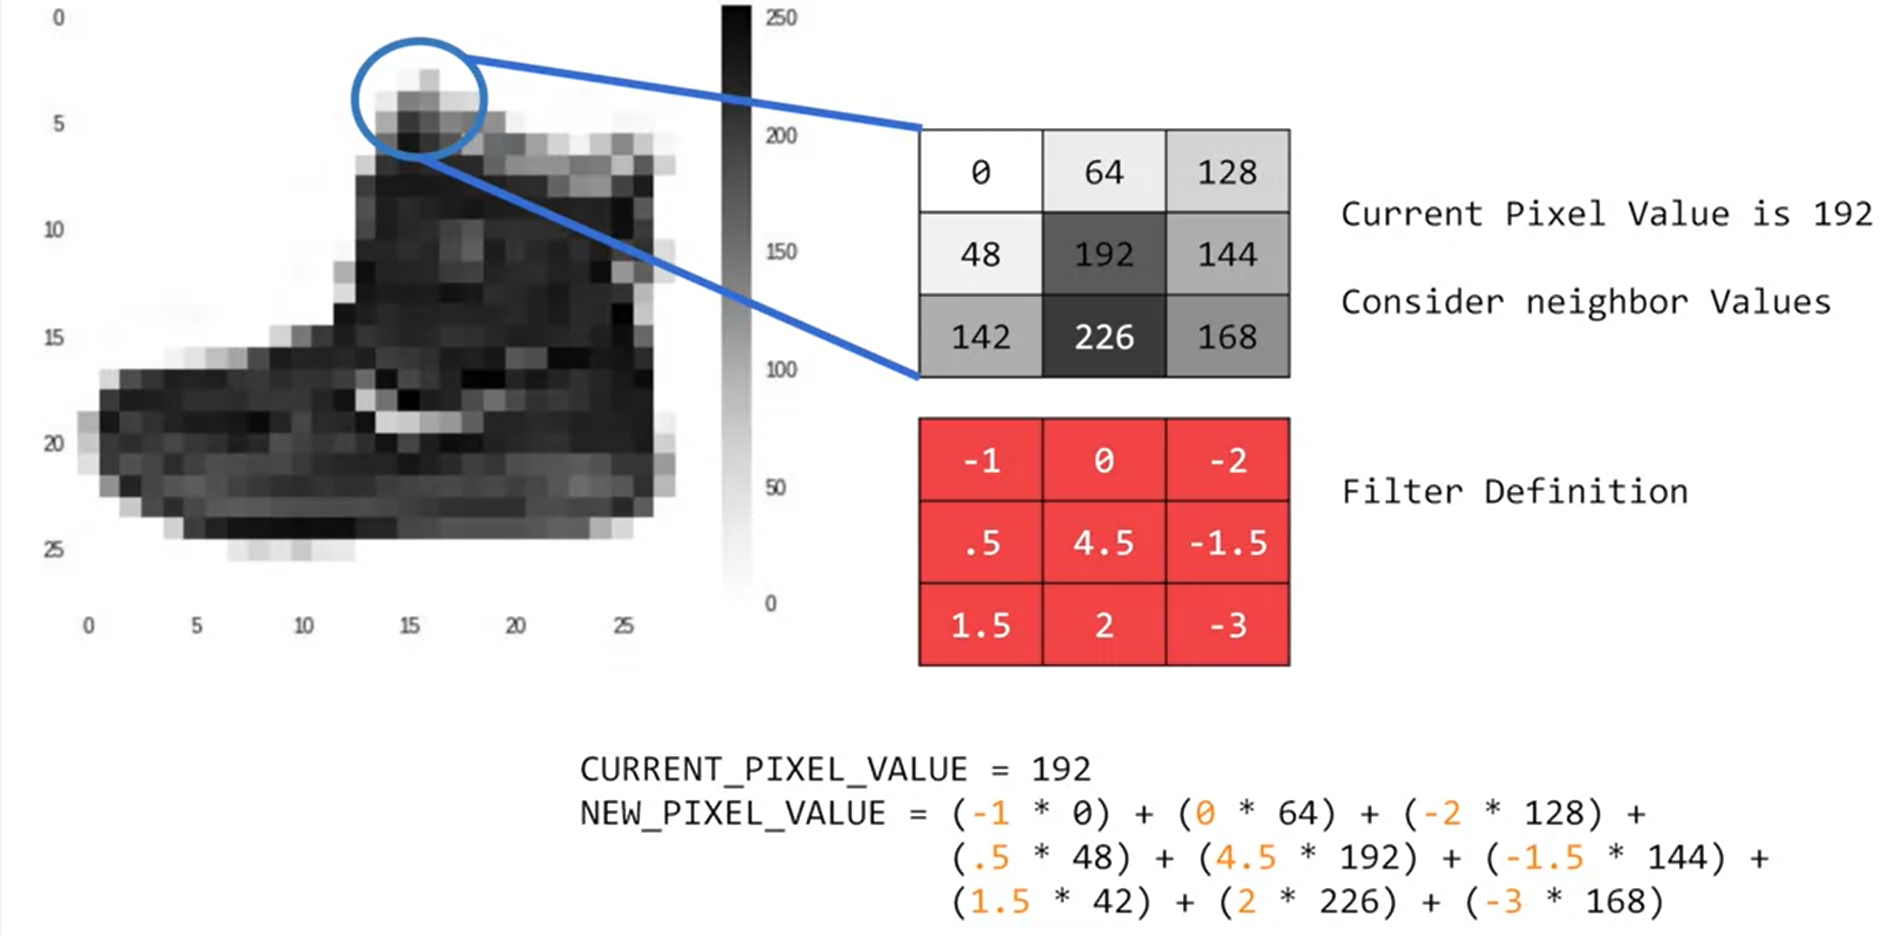 0
5
10
15
20
25
0 5 10 15 20 25
250
200
150
100
50
0
0 64 128
48 192 144
142 226 168
Current Pixel Value is 192
Consider neighbor Values
-1 0 -2
.5 4.5 -1.5
1.5 2 -3
Filter Definition
CURRENT_PIXEL_VALUE = 192
NEW_PIXEL_VALUE = (-1 * 0) + (0 * 64) + (-2 * 128) +
(.5 * 48) + (4.5 * 192) + (-1.5 * 144) +
(1.5 * 42) + (2 * 226) + (-3 * 168)